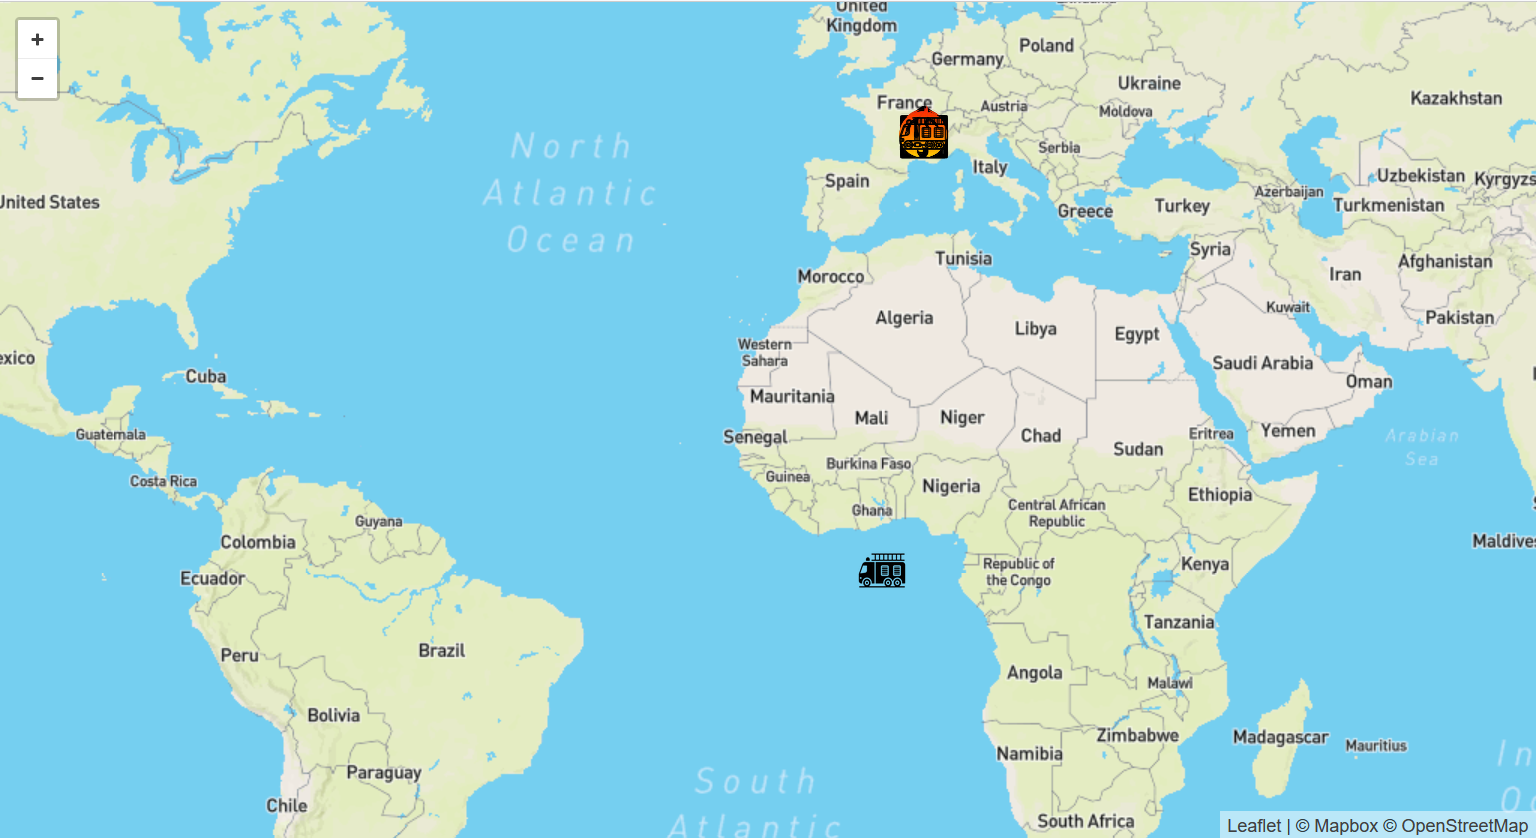 +
−
United
Kingdom
Poland
Germany
Ukraine
Kazakhstan
France
Austria
Moldova
North
Serbia
Italy
Spain
Uzbekistan
Kyrgyzs
Atlantic
Azerbaijan
United States
Turkmenistan
Turkey
Greece
Ocean
Syria
Tunisia
Afghanistan
Morocco
Iran
Kuwait
Algeria
Pakistan
Libya
Egypt
Western
Sahara
exico
Saudi Arabia
Cuba
Oman
Mauritania
Mali
Niger
Yemen
Guatemala
Senegal
Chad
Eritrea
Arabian
Sea
Sudan
Burkina Faso
Guinea
Costa Rica
Nigeria
Ethiopia
Central African
Republic
Ghana
Guyana
Colombia
Maldives
Republic of
the Congo
Kenya
Ecuador
Tanzania
Brazil
Peru
Angola
Malawi
Bolivia
Zimbabwe
Madagascar
Mauritius
Namibia
In
Paraguay
South
Chile
South Africa
Atlantic
Leaflet | © Mapbox © OpenStreetMap